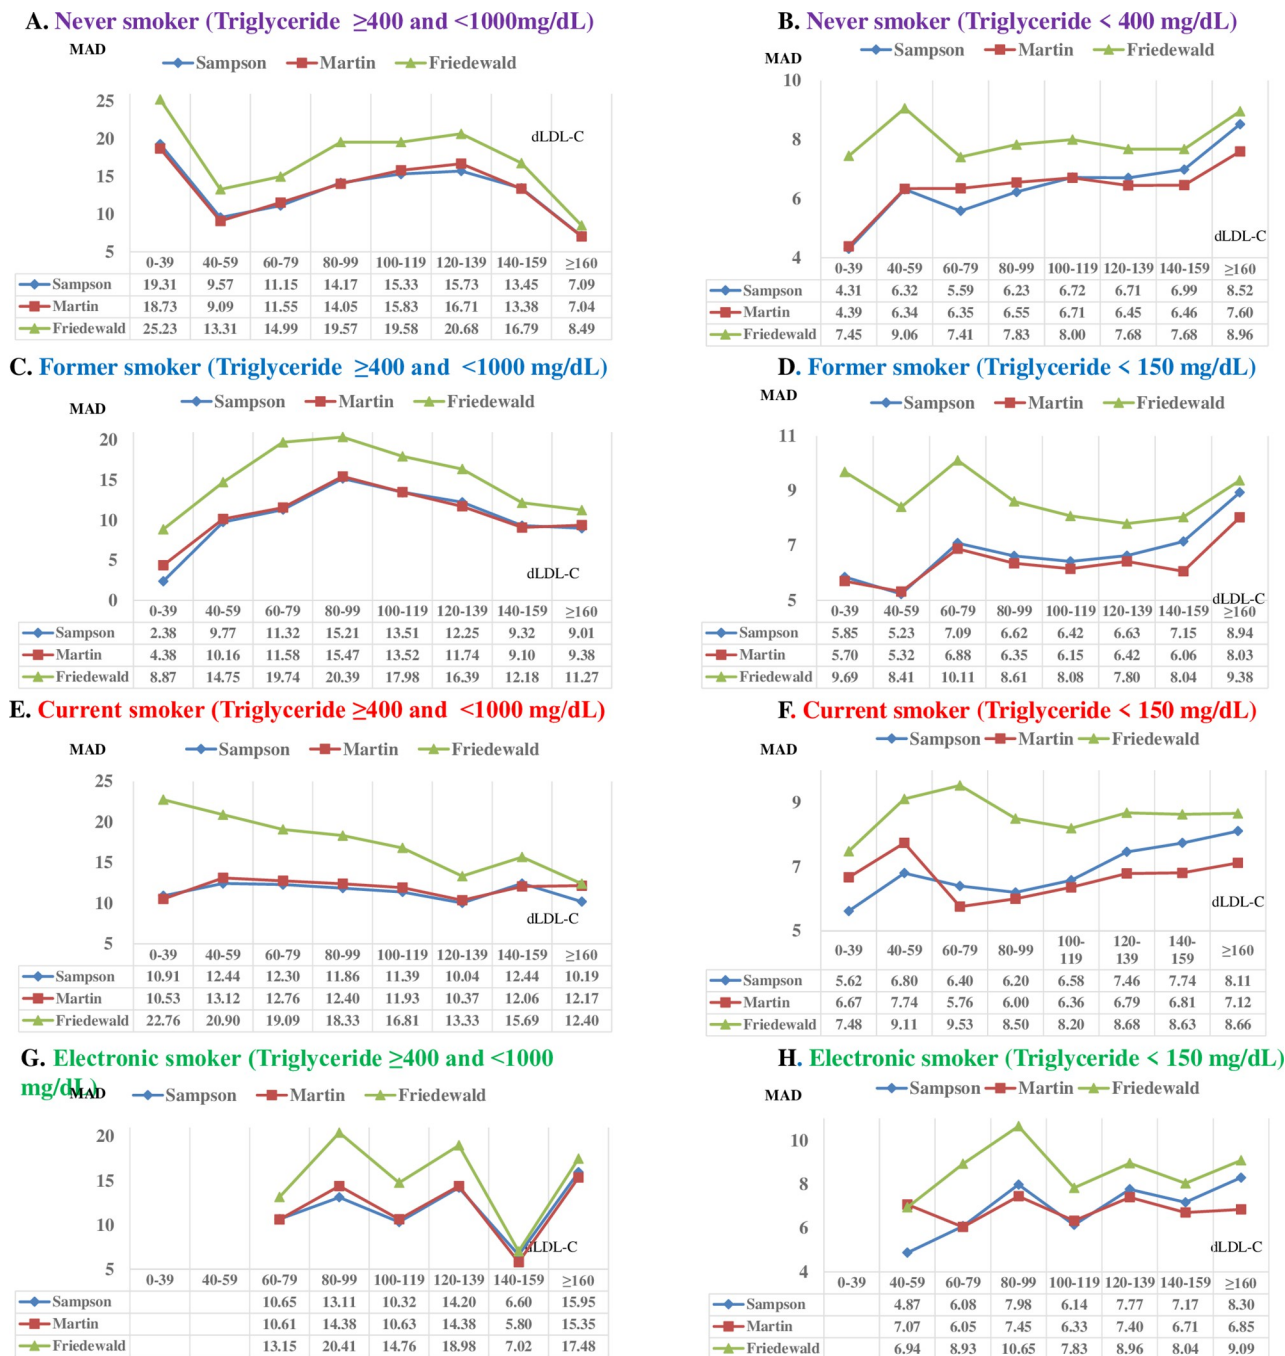 A. Never smoker (Triglyceride ≥400 and <1000mg/dL)
MAD
Sampson Martin Friedewald
25
20
15
10
5
dLDL-C
0-39 40-59 60-79 80-99 100-119 120-139 140-159 ≥160
Sampson 19.31 9.57 11.15 14.17 15.33 15.73 13.45 7.09
Martin 18.73 9.09 11.55 14.05 15.83 16.71 13.38 7.04
Friedewald 25.23 13.31 14.99 19.57 19.58 20.68 16.79 8.49
B. Never smoker (Triglyceride < 400 mg/dL)
MAD
Sampson Martin Friedewald
10
8
6
4
dLDL-C
0-39 40-59 60-79 80-99 100-119 120-139 140-159 ≥160
Sampson 4.31 6.32 5.59 6.23 6.72 6.71 6.99 8.52
Martin 4.39 6.34 6.35 6.55 6.71 6.45 6.46 7.60
Friedewald 7.45 9.06 7.41 7.83 8.00 7.68 7.68 8.96
C. Former smoker (Triglyceride ≥400 and <1000 mg/dL)
MAD
Sampson Martin Friedewald
20
15
10
5
0
dLDL-C
0-39 40-59 60-79 80-99 100-119 120-139 140-159 ≥160
Sampson 2.38 9.77 11.32 15.21 13.51 12.25 9.32 9.01
Martin 4.38 10.16 11.58 15.47 13.52 11.74 9.10 9.38
Friedewald 8.87 14.75 19.74 20.39 17.98 16.39 12.18 11.27
D. Former smoker (Triglyceride < 150 mg/dL)
MAD
Sampson Martin Friedewald
11
9
7
5
dLDL-C
0-39 40-59 60-79 80-99 100-119 120-139 140-159 ≥160
Sampson 5.85 5.23 7.09 6.62 6.42 6.63 7.15 8.94
Martin 5.70 5.32 6.88 6.35 6.15 6.42 6.06 8.03
Friedewald 9.69 8.41 10.11 8.61 8.08 7.80 8.04 9.38
E. Current smoker (Triglyceride ≥400 and <1000 mg/dL)
MAD
Sampson Martin Friedewald
25
20
15
10
5
dLDL-C
0-39 40-59 60-79 80-99 100-119 120-139 140-159 ≥160
Sampson 10.91 12.44 12.30 11.86 11.39 10.04 12.44 10.19
Martin 10.53 13.12 12.76 12.40 11.93 10.37 12.06 12.17
Friedewald 22.76 20.90 19.09 18.33 16.81 13.33 15.69 12.40
F. Current smoker (Triglyceride < 150 mg/dL)
MAD
Sampson Martin Friedewald
9
7
5
dLDL-C
0-39 40-59 60-79 80-99 100- 120- 140- ≥160
119 139 159
Sampson 5.62 6.80 6.40 6.20 6.58 7.46 7.74 8.11
Martin 6.67 7.74 5.76 6.00 6.36 6.79 6.81 7.12
Friedewald 7.48 9.11 9.53 8.50 8.20 8.68 8.63 8.66
G. Electronic smoker (Triglyceride ≥400 and <1000
mg/dL)
MAD
Sampson Martin Friedewald
20
15
10
5
dLDL-C
0-39 40-59 60-79 80-99 100-119 120-139 140-159 ≥160
Sampson 10.65 13.11 10.32 14.20 6.60 15.95
Martin 10.61 14.38 10.63 14.38 5.80 15.35
Friedewald 13.15 20.41 14.76 18.98 7.02 17.48
H. Electronic smoker (Triglyceride < 150 mg/dL)
MAD
Sampson Martin Friedewald
10
8
6
4
dLDL-C
0-39 40-59 60-79 80-99 100-119 120-139 140-159 ≥160
Sampson 4.87 6.08 7.98 6.14 7.77 7.17 8.30
Martin 7.07 6.05 7.45 6.33 7.40 6.71 6.85
Friedewald 6.94 8.93 10.65 7.83 8.96 8.04 9.09